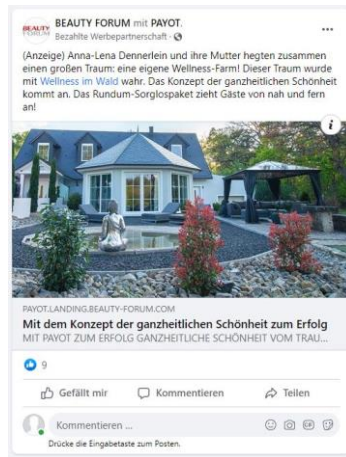 BEAUTY FORUM
BEAUTY FORUM mit PAYOT.
Bezahlte Werbepartnerschaft ·
(Anzeige) Anna-Lena Dennerlein und ihre Mutter hegten zusammen
einen großen Traum: eine eigene Wellness-Farm! Dieser Traum wurde
mit Wellness im Wald wahr. Das Konzept der ganzheitlichen Schönheit
kommt an. Das Rundum-Sorglospaket zieht Gäste von nah und fern
an!
i
PAYOT.LANDING.BEAUTY-FORUM.COM
Mit dem Konzept der ganzheitlichen Schönheit zum Erfolg
MIT PAYOT ZUM ERFOLG GANZHEITLICHE SCHÖNHEIT VOM TRAU...
9
Gefällt mir Kommentieren Teilen
Kommentieren ... GIF
Drücke die Eingabetaste zum Posten.